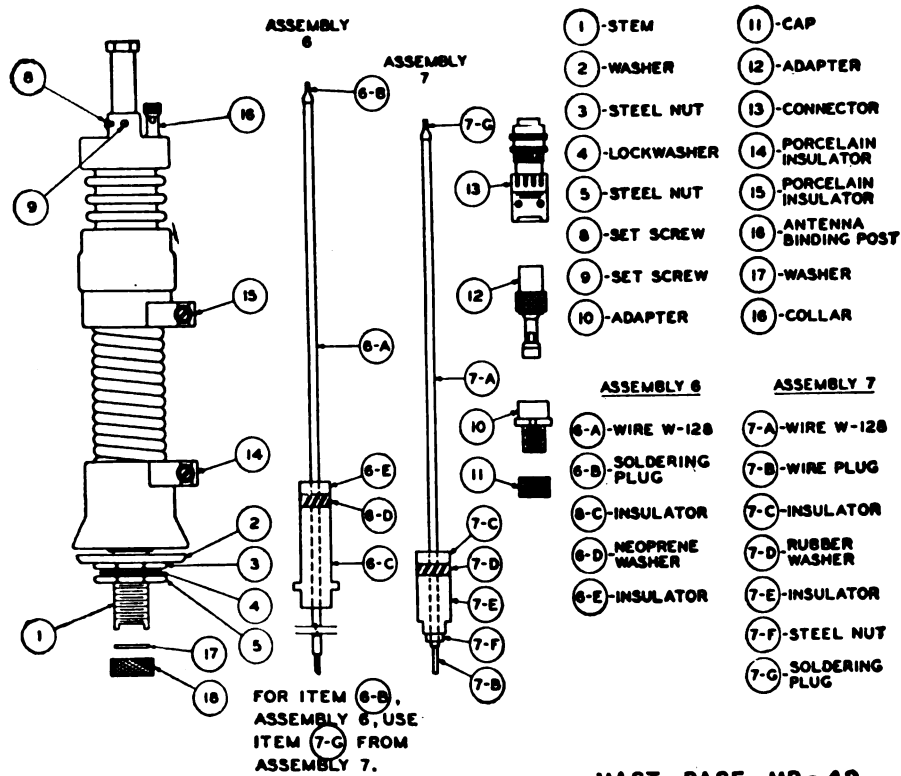 ASSEMBLY
6
ASSEMBLY
7
8
16
9
15
14
2
3
4
5
1
17
18
6-B
6-A
6-E
6-D
6-C
7-G
7-A
7-C
7-D
7-E
7-F
7-B
13
12
10
11
FOR ITEM 6-B,
ASSEMBLY 6, USE
ITEM 7-G FROM
ASSEMBLY 7.
1 -STEM
2 -WASHER
3 -STEEL NUT
4 -LOCKWASHER
5 -STEEL NUT
8 -SET SCREW
9 -SET SCREW
10 -ADAPTER
11 -CAP
12 -ADAPTER
13 -CONNECTOR
14 -PORCELAIN
INSULATOR
15 -PORCELAIN
INSULATOR
16 -ANTENNA
BINDING POST
17 -WASHER
16 -COLLAR
ASSEMBLY 6
6-A -WIRE W-128
6-B -SOLDERING
PLUG
8-C -INSULATOR
6-D -NEOPRENE
WASHER
6-E -INSULATOR
ASSEMBLY 7
7-A -WIRE W-128
7-B -WIRE PLUG
7-C -INSULATOR
7-D -RUBBER
WASHER
7-E -INSULATOR
7-F -STEEL NUT
7-G -SOLDERING
PLUG
MAST BASE